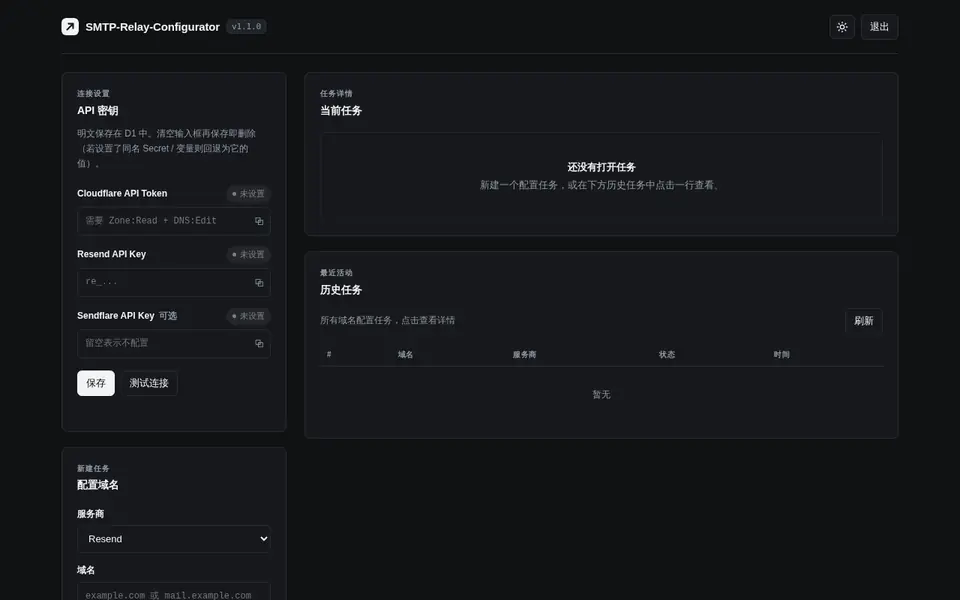 SMTP-Relay-Configurator v1.1.0
退出
连接设置
API 密钥
明文保存在 D1 中。清空输入框再保存即删除
（若设置了同名 Secret / 变量则回退为它的
值）。
Cloudflare API Token 未设置
需要 Zone:Read + DNS:Edit
Resend API Key 未设置
re_...
Sendflare API Key 可选 未设置
留空表示不配置
保存 测试连接
新建任务
配置域名
服务商
Resend
域名
example.com 或 mail.example.com
任务详情
当前任务
还没有打开任务
新建一个配置任务，或在下方历史任务中点击一行查看。
最近活动
历史任务
所有域名配置任务，点击查看详情 刷新
# 域名 服务商 状态 时间
暂无